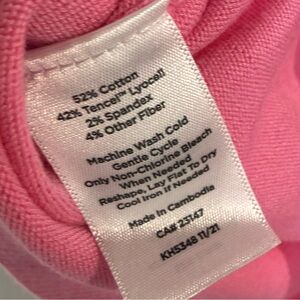 52% Cotton
42% Tencel™ Lyocell
2% Spandex
4% Other Fiber
Machine Wash Cold
Gentle Cycle
Only Non-Chlorine Bleach
When Needed
Reshape, Lay Flat To Dry
Cool Iron If Needed
Made in Cambodia
CA# 23147
KH5348 11/21